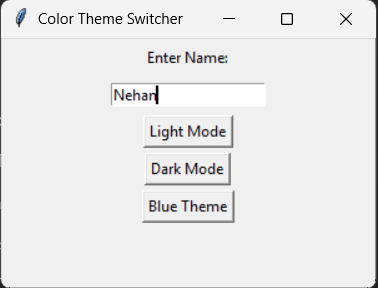 Color Theme Switcher
Enter Name:
Nehan
Light Mode
Dark Mode
Blue Theme